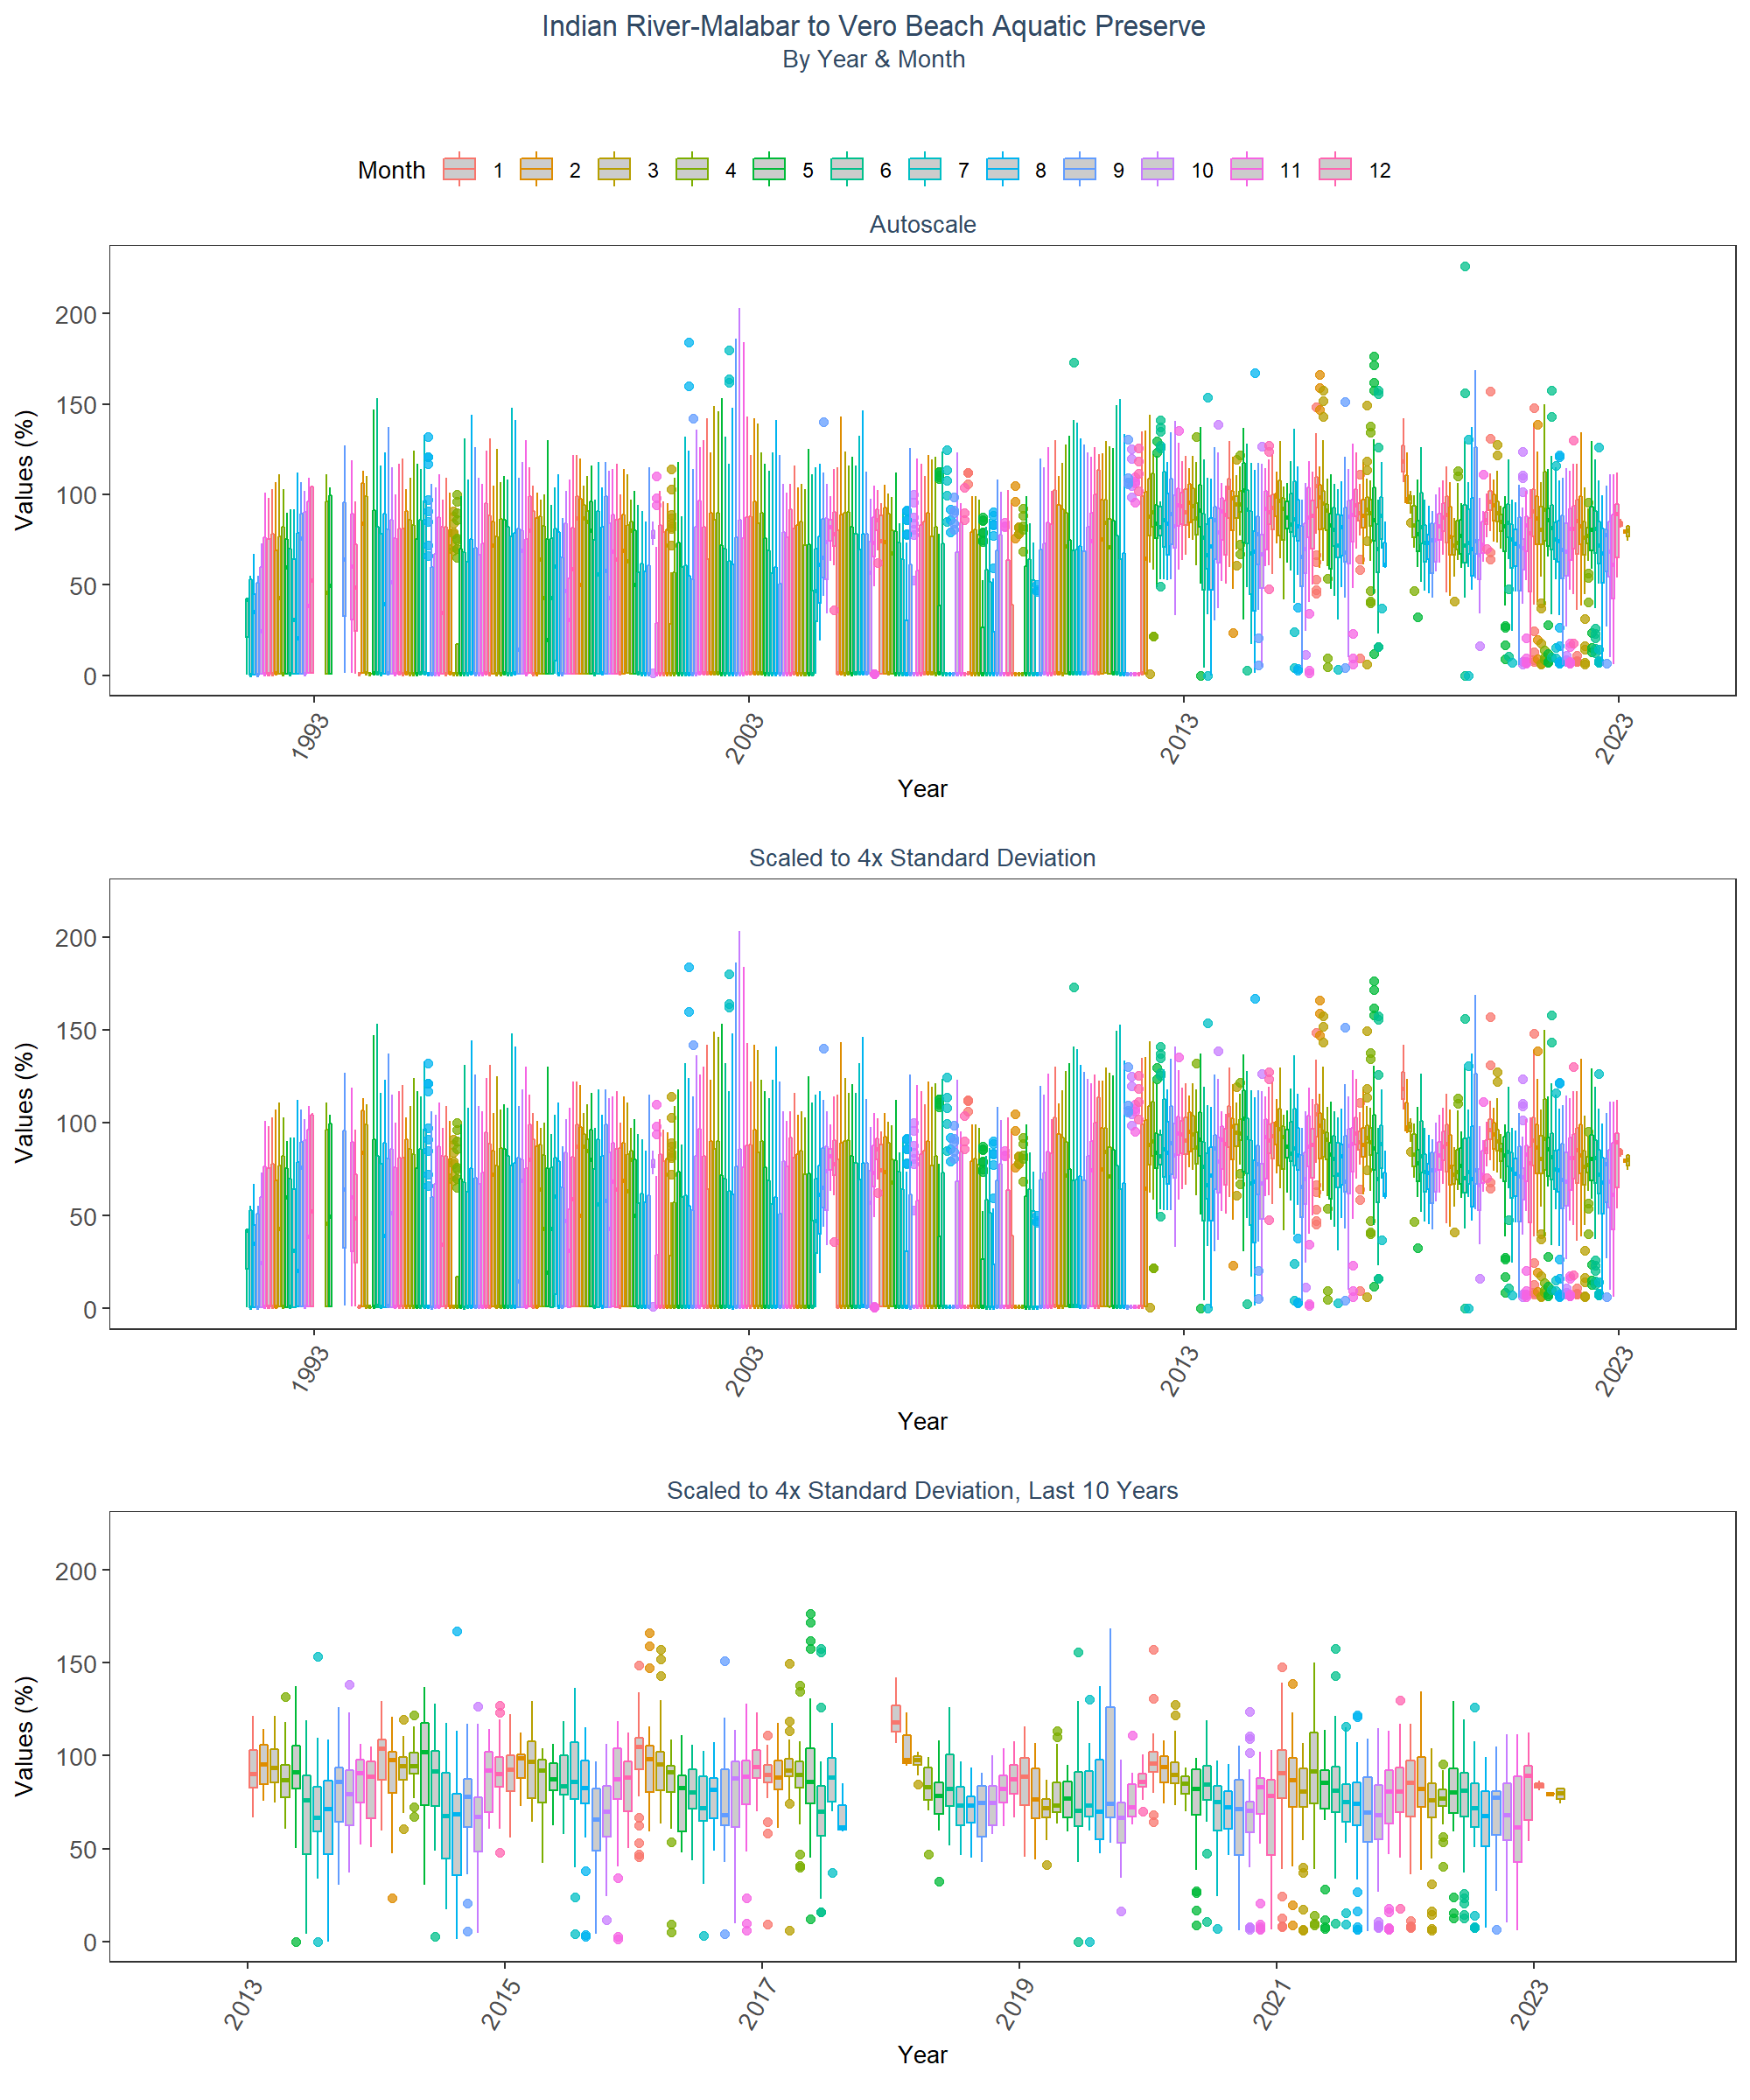 Indian River-Malabar to Vero Beach Aquatic Preserve
By Year & Month
Month 1 2 3 4 5 6 7 8 9 10 11 12
Autoscale
Values (%)
200
150
100
50
0
1993 2003 2013 2023
Year
Scaled to 4x Standard Deviation
Values (%)
200
150
100
50
0
1993 2003 2013 2023
Year
Scaled to 4x Standard Deviation, Last 10 Years
Values (%)
200
150
100
50
0
2013 2015 2017 2019 2021 2023
Year